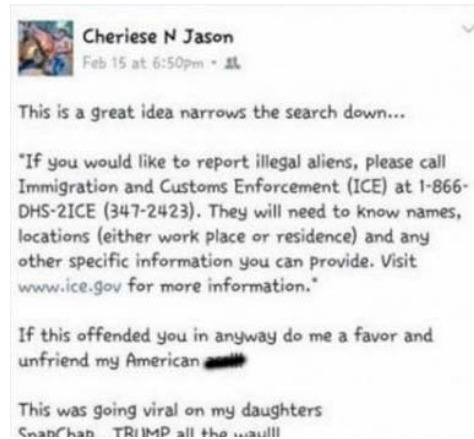 Cheriese N Jason
Feb 15 at 6:50pm •
This is a great idea narrows the search down...
"If you would like to report illegal aliens, please call
Immigration and Customs Enforcement (ICE) at 1-866-
DHS-2ICE (347-2423). They will need to know names,
locations (either work place or residence) and any
other specific information you can provide. Visit
www.ice.gov for more information."
If this offended you in anyway do me a favor and
unfriend my American
This was going viral on my daughters
SnapChap... TRUMP all the way!!!